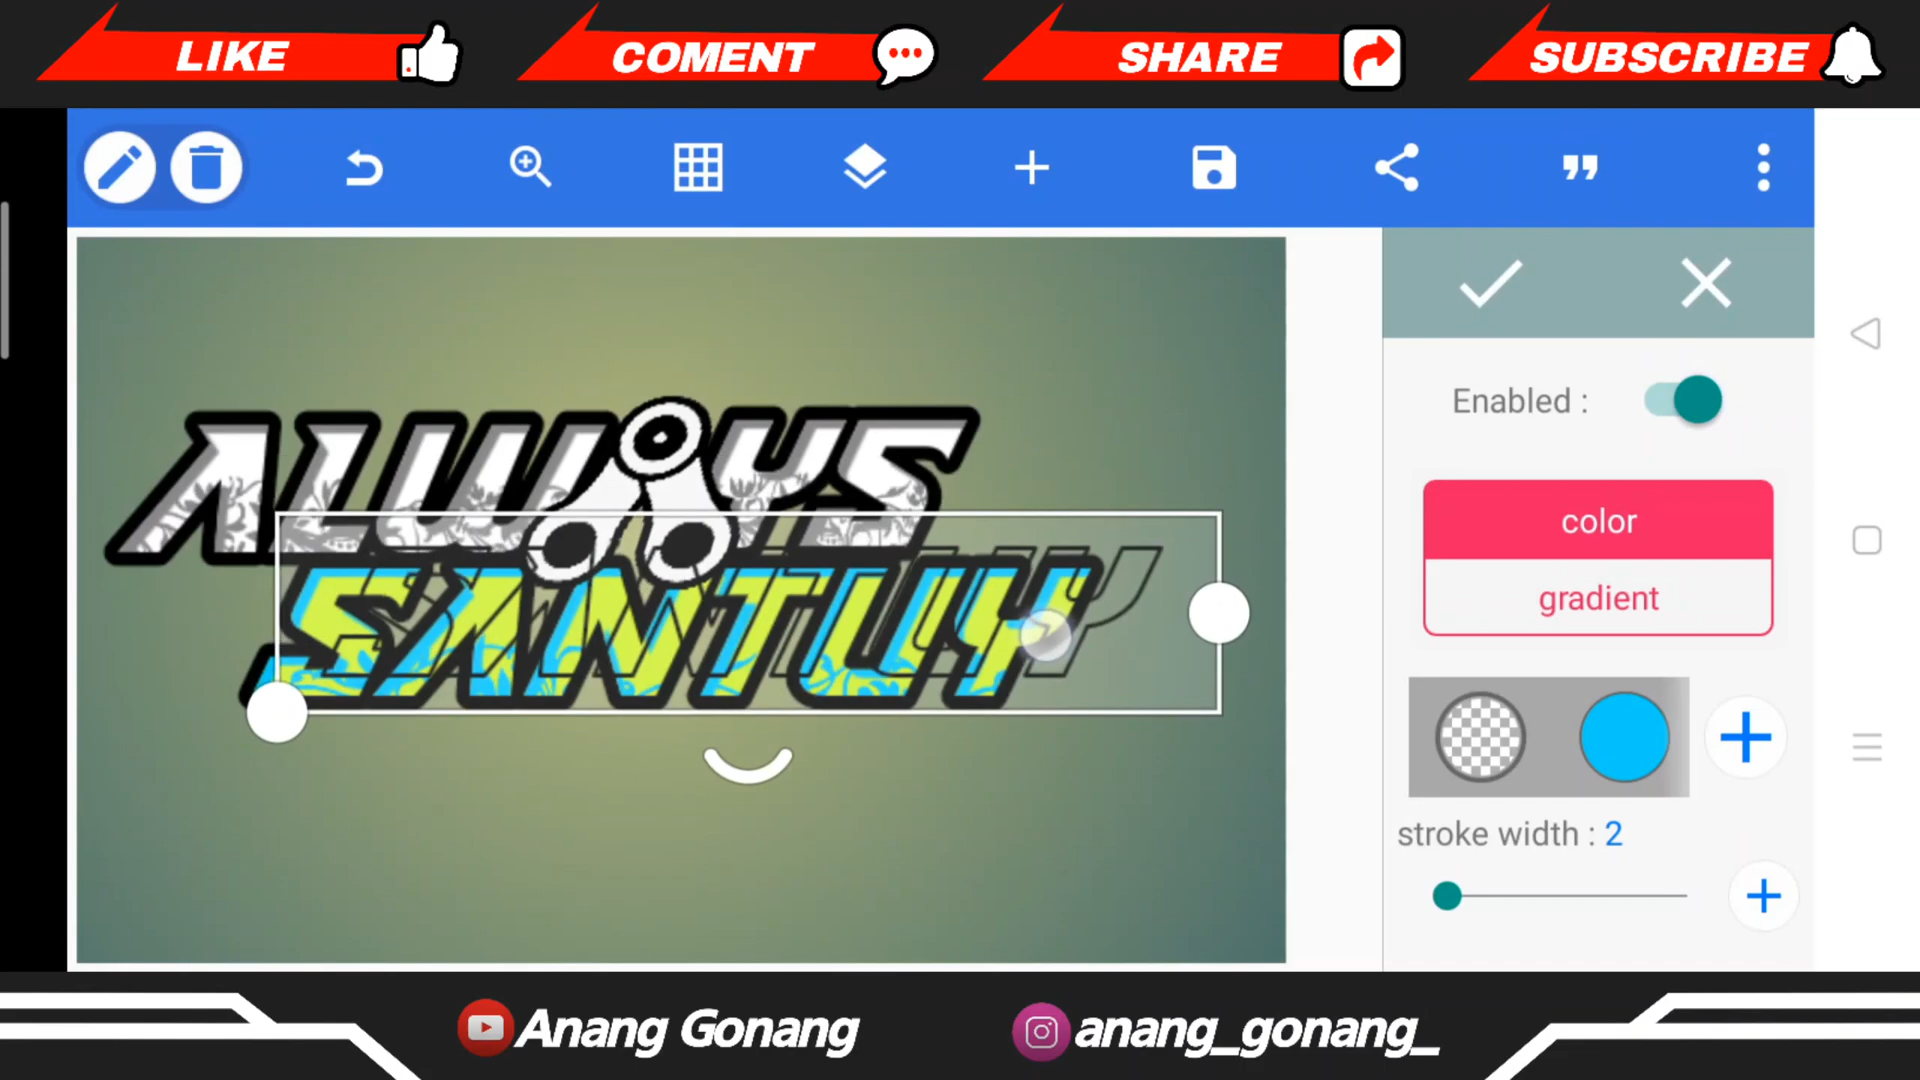 LIKE
COMENT
SHARE
SUBSCRIBE
ALWAYS
SANTUY
Enabled :
color
gradient
stroke width : 2
Anang Gonang
anang_gonang_